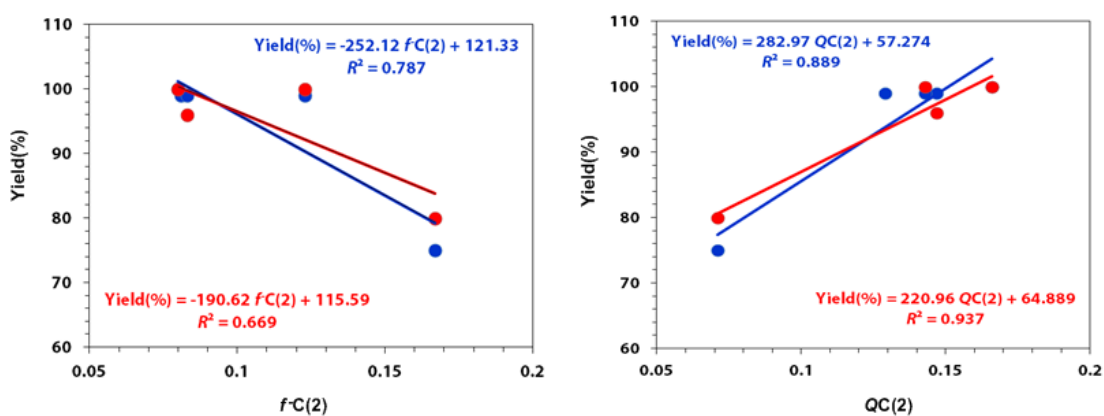 110
100
90
80
70
60
Yield(%)
Yield(%) = -252.12 f⁻C(2) + 121.33
R² = 0.787
Yield(%) = -190.62 f⁻C(2) + 115.59
R² = 0.669
0.05
0.1
0.15
0.2
f⁻C(2)
110
100
90
80
70
60
Yield(%)
Yield(%) = 282.97 QC(2) + 57.274
R² = 0.889
Yield(%) = 220.96 QC(2) + 64.889
R² = 0.937
0.05
0.1
0.15
0.2
QC(2)